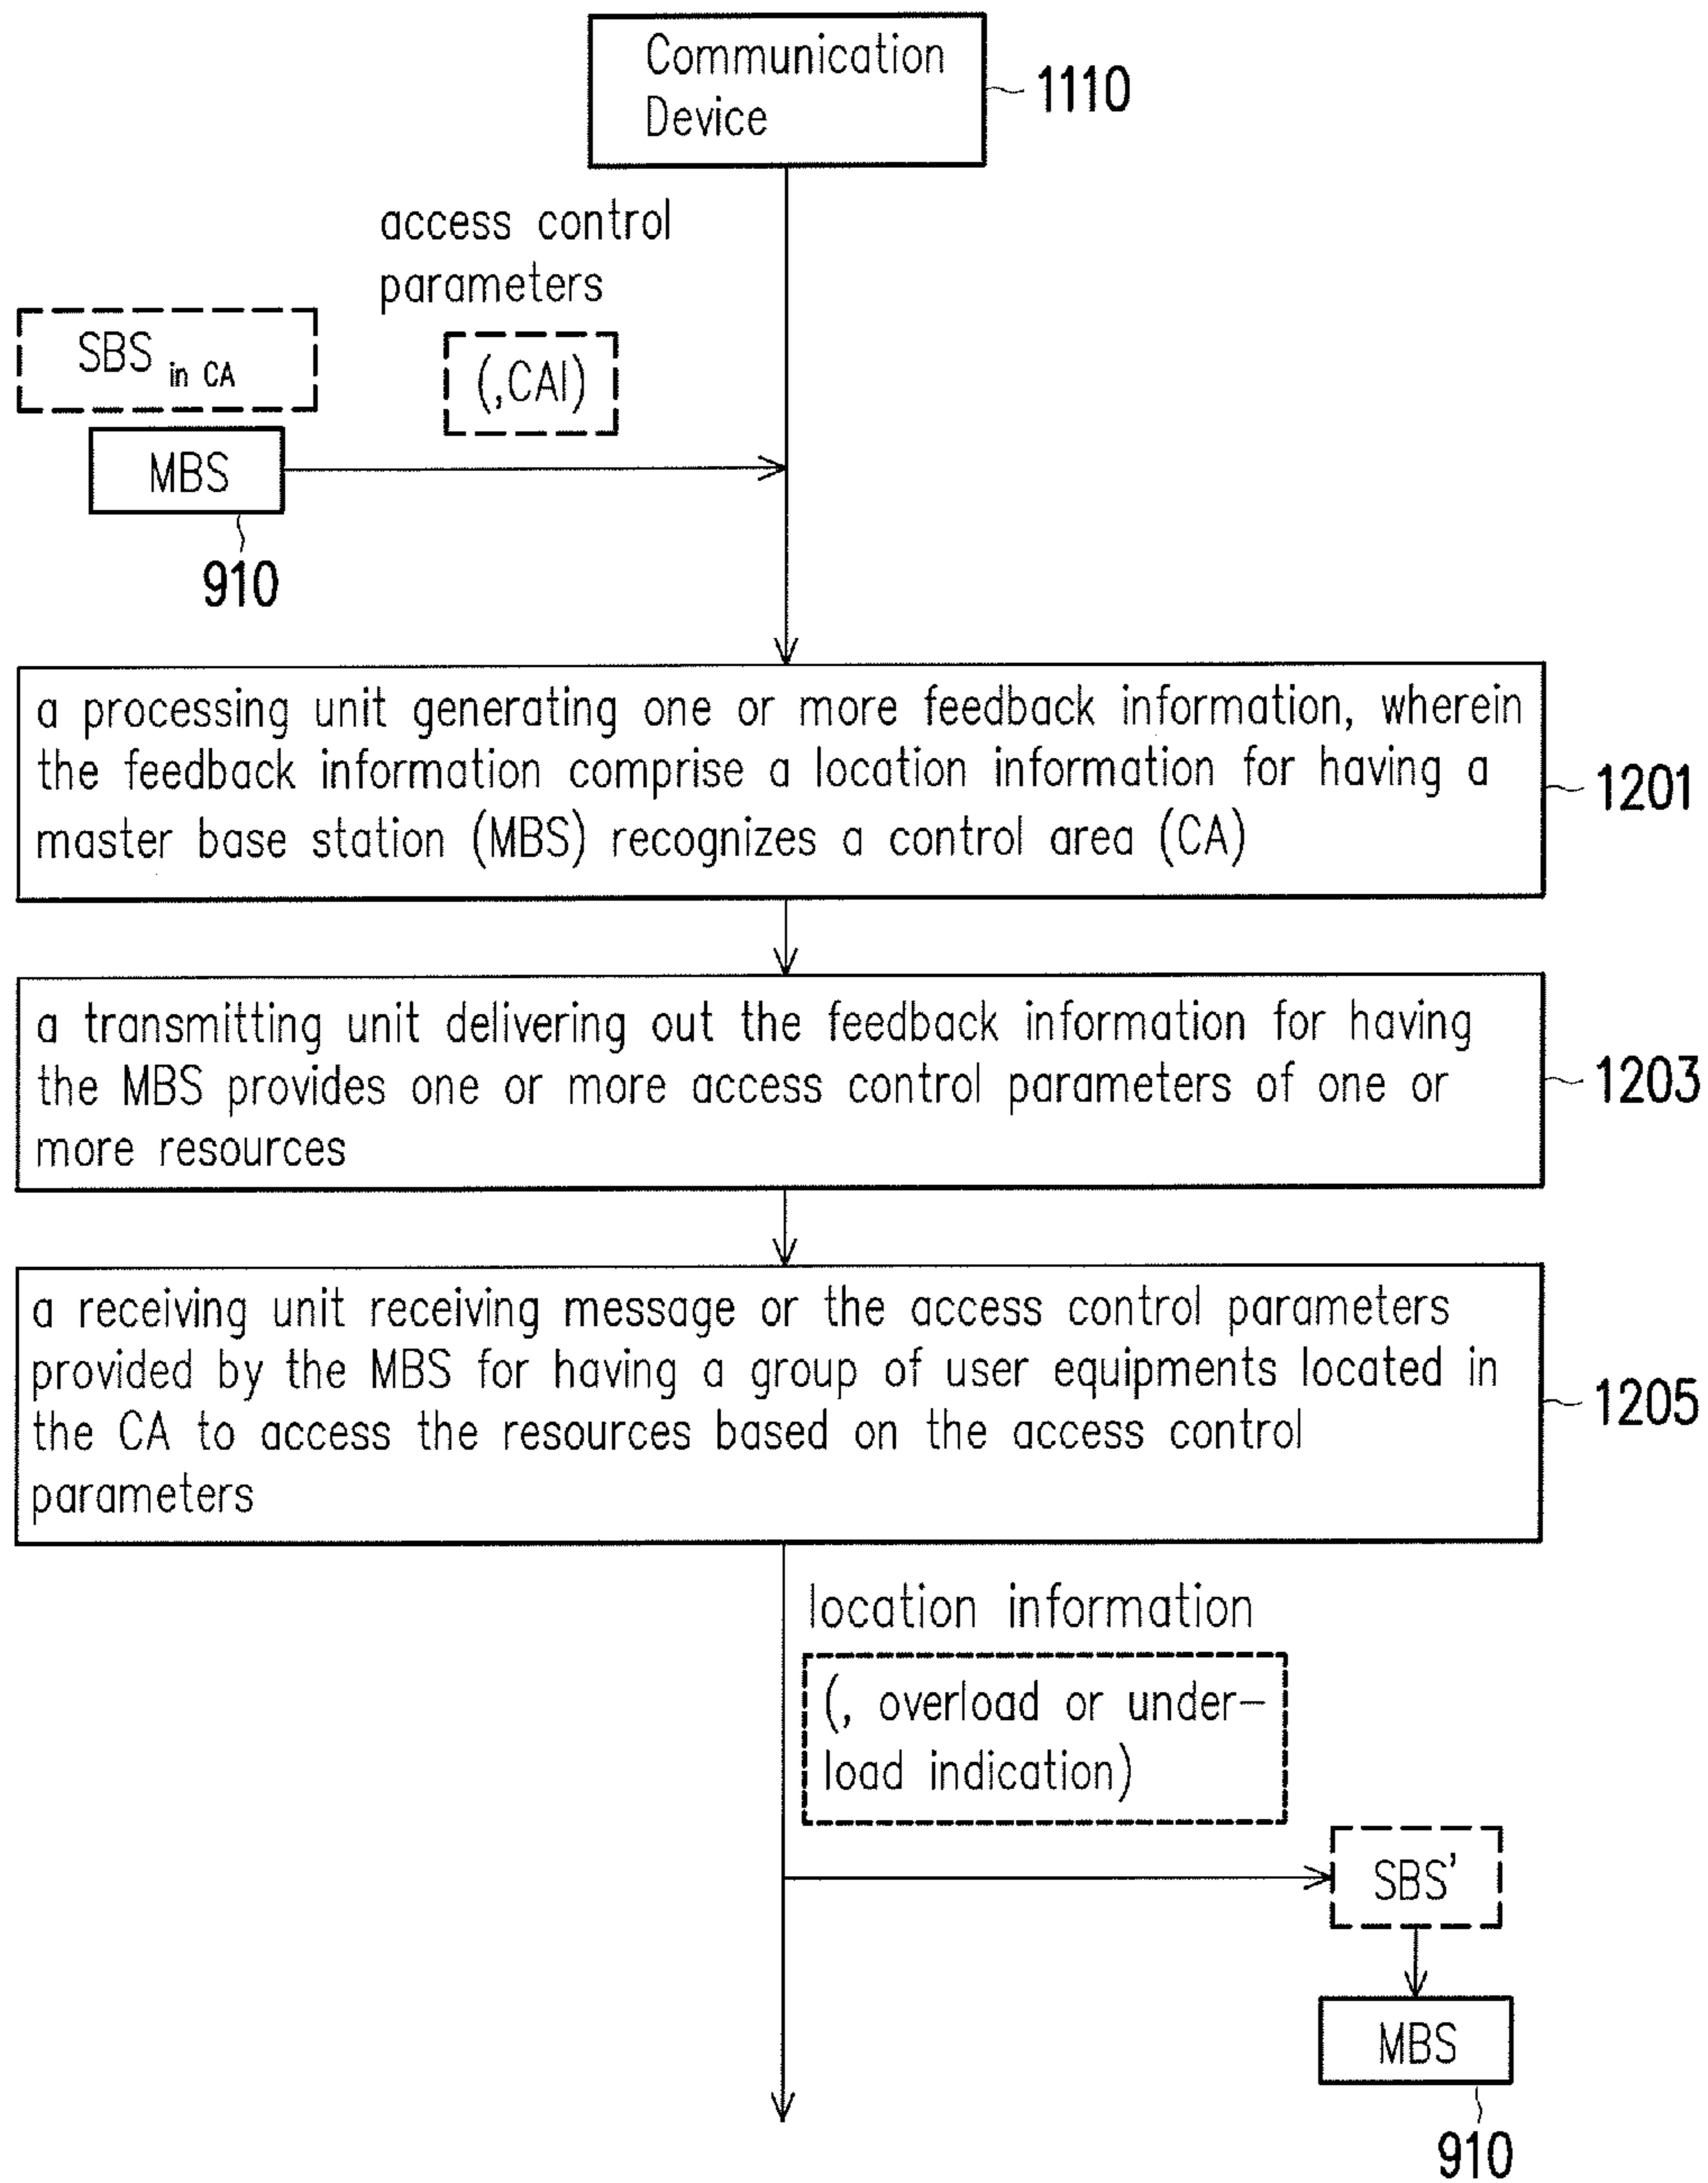 Communication
Device
1110
access control
parameters
SBS in CA
(,CAI)
MBS
910
a processing unit generating one or more feedback information, wherein
the feedback information comprise a location information for having a
master base station (MBS) recognizes a control area (CA)
1201
a transmitting unit delivering out the feedback information for having
the MBS provides one or more access control parameters of one or
more resources
1203
a receiving unit receiving message or the access control parameters
provided by the MBS for having a group of user equipments located in
the CA to access the resources based on the access control
parameters
1205
location information
(, overload or under-
load indication)
SBS'
MBS
910